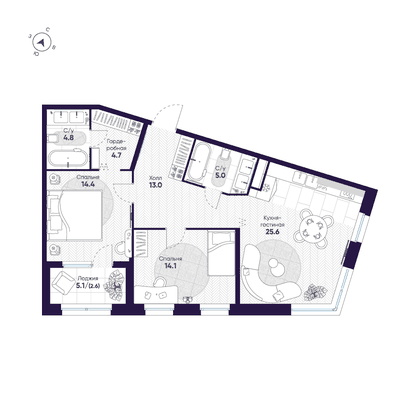 С
З
В
Ю
С/у
4.8
Гарде-
робная
4.7
С/у
5.0
Спальня
14.4
Холл
13.0
Кухня-
гостиная
25.6
Спальня
14.1
Лоджия
5.1/(2.6)